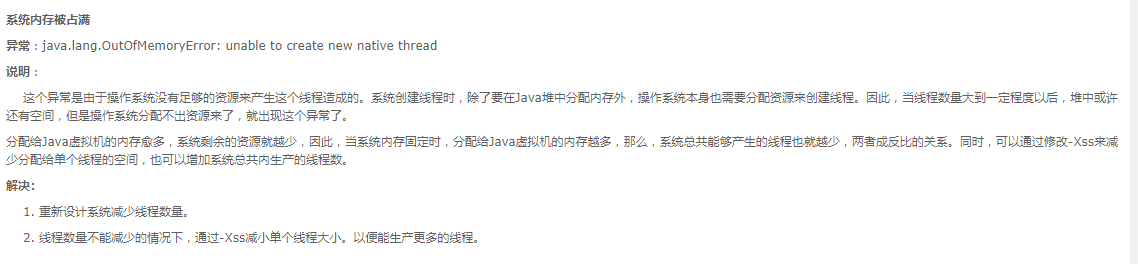 系统内存被占满
异常：java.lang.OutOfMemoryError: unable to create new native thread
说明：
这个异常是由于操作系统没有足够的资源来产生这个线程造成的。系统创建线程时，除了要在Java堆中分配内存外，操作系统本身也需要分配资源来创建线程。因此，当线程数量大到一定程度以后，堆中或许
还有空间，但是操作系统分配不出资源来了，就出现这个异常了。
分配给Java虚拟机的内存愈多，系统剩余的资源就越少，因此，当系统内存固定时，分配给Java虚拟机的内存越多，那么，系统总共能够产生的线程也就越少，两者成反比的关系。同时，可以通过修改-Xss来减
少分配给单个线程的空间，也可以增加系统总共内生产的线程数。
解决：
1. 重新设计系统减少线程数量。
2. 线程数量不能减少的情况下，通过-Xss减小单个线程大小。以便能生产更多的线程。